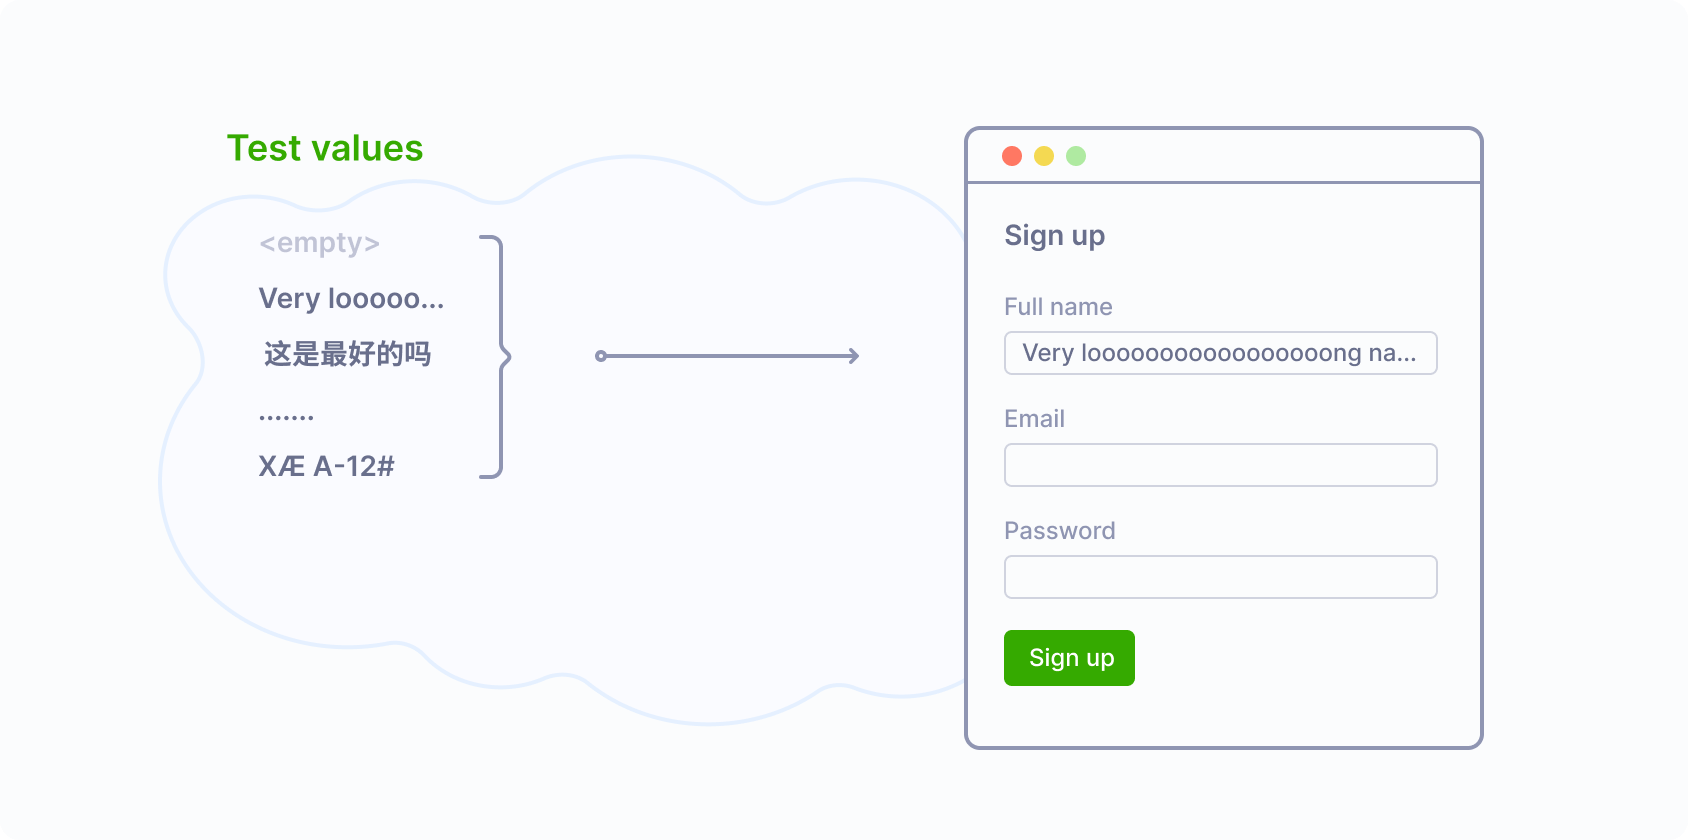 Test values
<empty>
Very looooo...
这是最好的吗
.......
XÆ A-12#
Sign up
Full name
Very looooooooooooooooong na...
Email
Password
Sign up